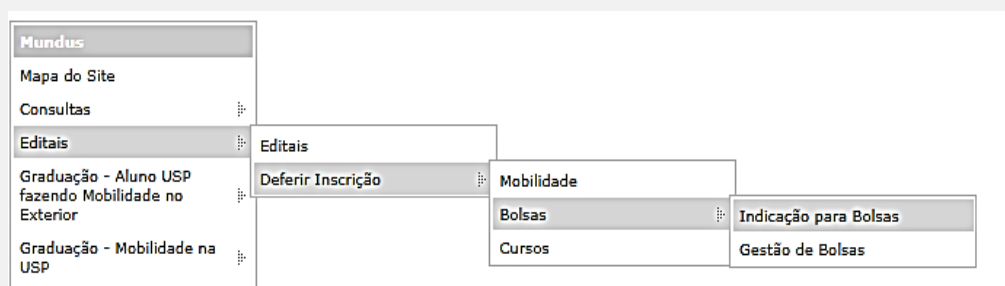 Mundus
Mapa do Site
Consultas
Editais
Graduação - Aluno USP
fazendo Mobilidade no
Exterior
Graduação - Mobilidade na
USP
Editais
Deferir Inscrição
Mobilidade
Bolsas
Cursos
Indicação para Bolsas
Gestão de Bolsas